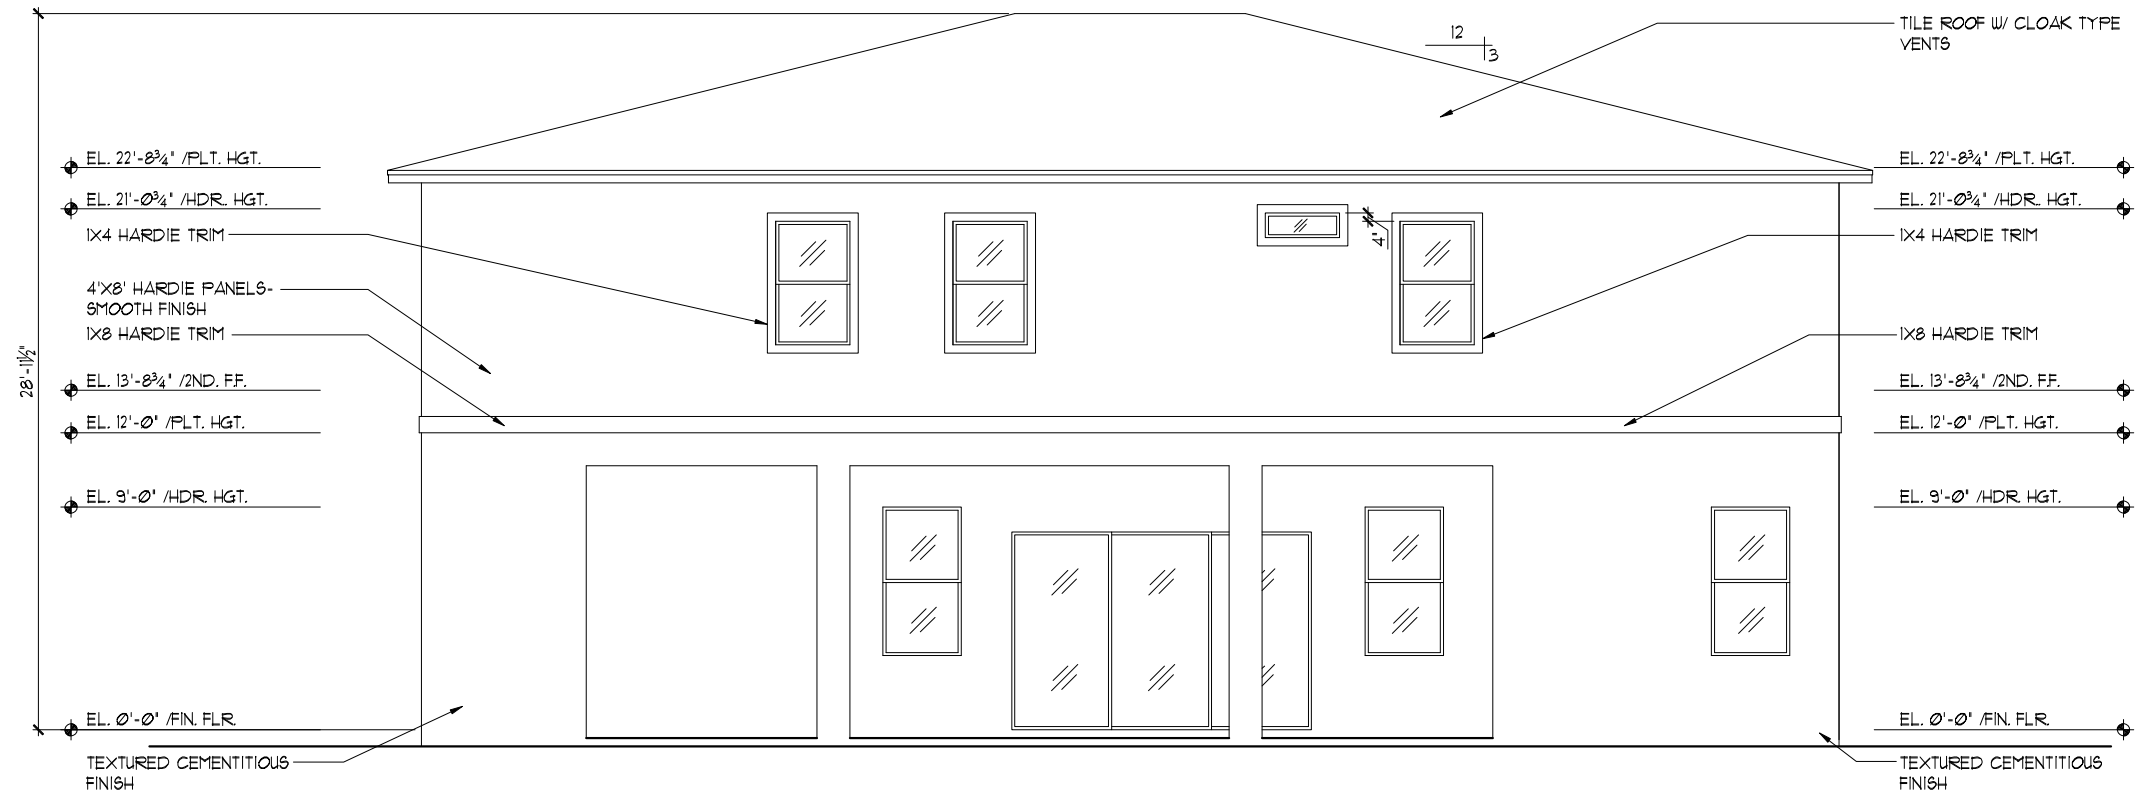 12
3
TILE ROOF W/ CLOAK TYPE
VENTS
EL. 22'-8¾" /PLT. HGT.
EL. 22'-8¾" /PLT. HGT.
EL. 21'-0¾" /HDR. HGT.
EL. 21'-0¾" /HDR. HGT.
1X4 HARDIE TRIM
4"
1X4 HARDIE TRIM
4'X8' HARDIE PANELS-
SMOOTH FINISH
1X8 HARDIE TRIM
1X8 HARDIE TRIM
28'-11½"
EL. 13'-8¾" /2ND. F.F.
EL. 13'-8¾" /2ND. F.F.
EL. 12'-0" /PLT. HGT.
EL. 12'-0" /PLT. HGT.
EL. 9'-0" /HDR. HGT.
EL. 9'-0" /HDR. HGT.
EL. 0'-0" /FIN. FLR.
EL. 0'-0" /FIN. FLR.
TEXTURED CEMENTITIOUS
FINISH
TEXTURED CEMENTITIOUS
FINISH